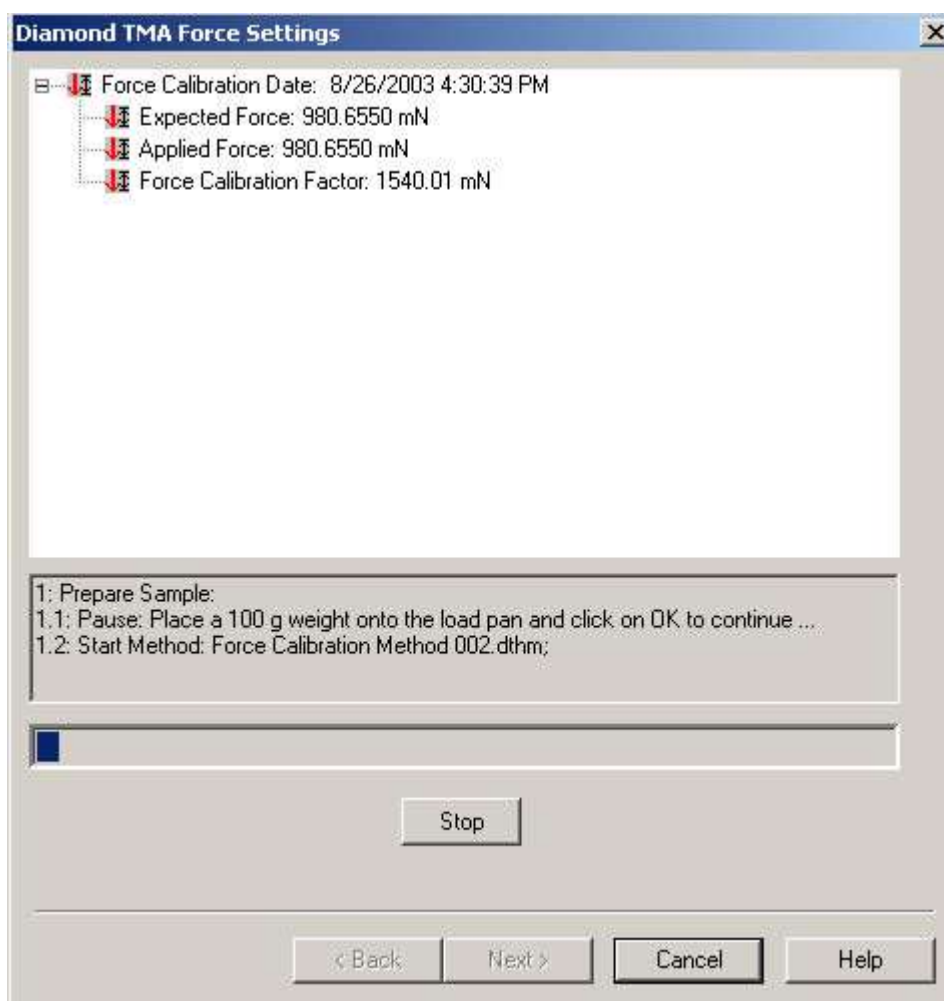 Diamond TMA Force Settings
Force Calibration Date: 8/26/2003 4:30:39 PM
Expected Force: 980.6550 mN
Applied Force: 980.6550 mN
Force Calibration Factor: 1540.01 mN
1: Prepare Sample:
1.1: Pause: Place a 100 g weight onto the load pan and click on OK to continue ...
1.2: Start Method: Force Calibration Method 002.dthm;
Stop
< Back Next > Cancel Help